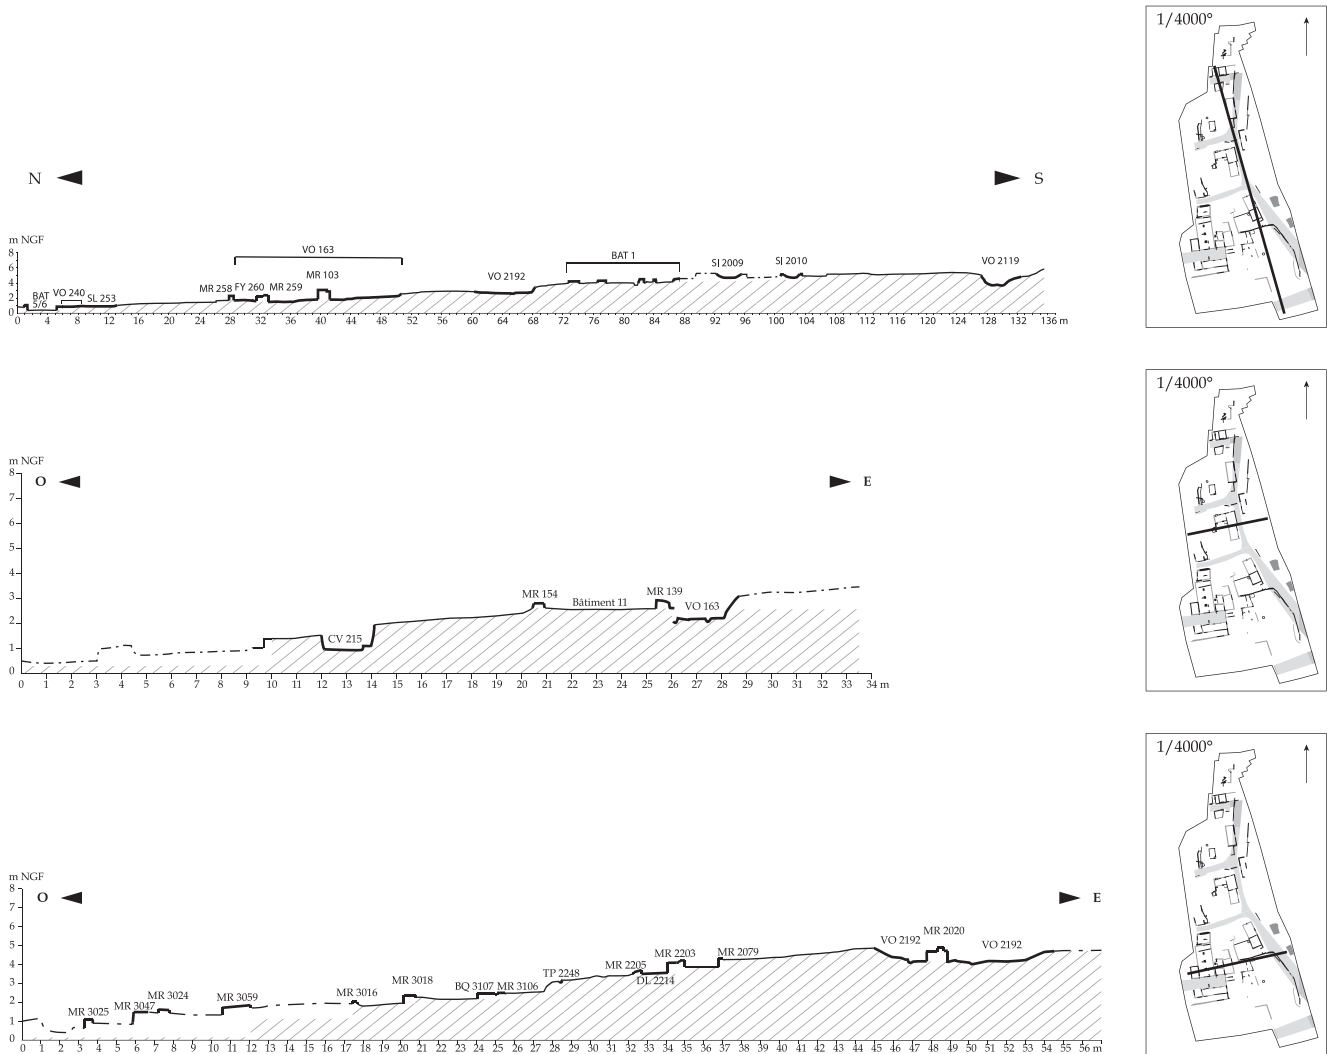 1/4000°
N S
m NGF
VO 163
BAT 1
8
6
4
2
0
BAT 5/6 VO 240 SL 253 MR 258 FY 260 MR 259 MR 103 VO 2192 SJ 2009 SJ 2010 VO 2119
0 4 8 12 16 20 24 28 32 36 40 44 48 52 56 60 64 68 72 76 80 84 88 92 96 100 104 108 112 116 120 124 128 132 136 m
1/4000°
m NGF
O E
8
7
6
5
4
3
2
1
0
CV 215 MR 154 Bâtiment 11 MR 139 VO 163
0 1 2 3 4 5 6 7 8 9 10 11 12 13 14 15 16 17 18 19 20 21 22 23 24 25 26 27 28 29 30 31 32 33 34 m
1/4000°
m NGF
O E
8
7
6
5
4
3
2
1
0
MR 3025 MR 3047 MR 3024 MR 3059 MR 3016 MR 3018 BQ 3107 MR 3106 TP 2248 MR 2205 DL 2214 MR 2203 MR 2079 VO 2192 MR 2020 VO 2192
0 1 2 3 4 5 6 7 8 9 10 11 12 13 14 15 16 17 18 19 20 21 22 23 24 25 26 27 28 29 30 31 32 33 34 35 36 37 38 39 40 41 42 43 44 45 46 47 48 49 50 51 52 53 54 55 56 m